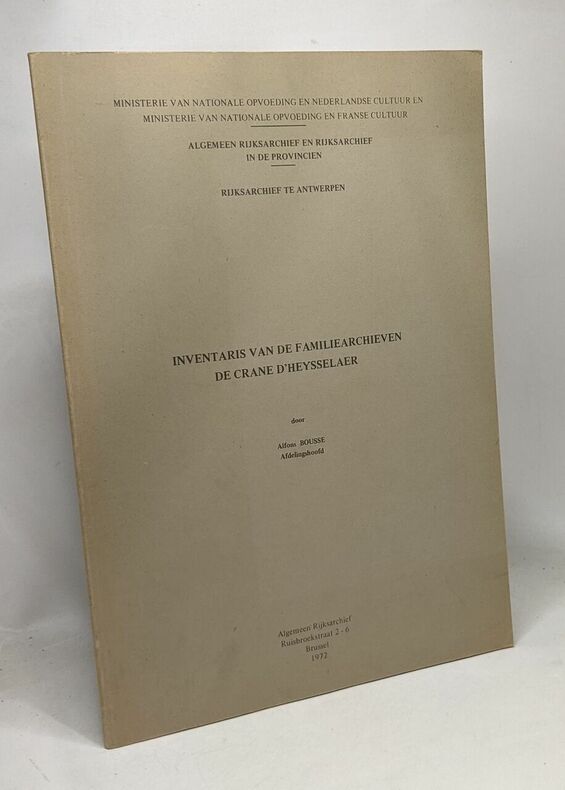 MINISTERIE VAN NATIONALE OPVOEDING EN NEDERLANDSE CULTUUR EN
MINISTERIE VAN NATIONALE OPVOEDING EN FRANSE CULTUUR
ALGEMEEN RIJKSARCHIEF EN RIJKSARCHIEF
IN DE PROVINCIEN
RIJKSARCHIEF TE ANTWERPEN
INVENTARIS VAN DE FAMILIEARCHIEVEN
DE CRANE D'HEYSSELAER
door
Alfons BOUSSE
Afdelingshoofd
Algemeen Rijksarchief
Ruisbroekstraat 2 - 6
Brussel
1972